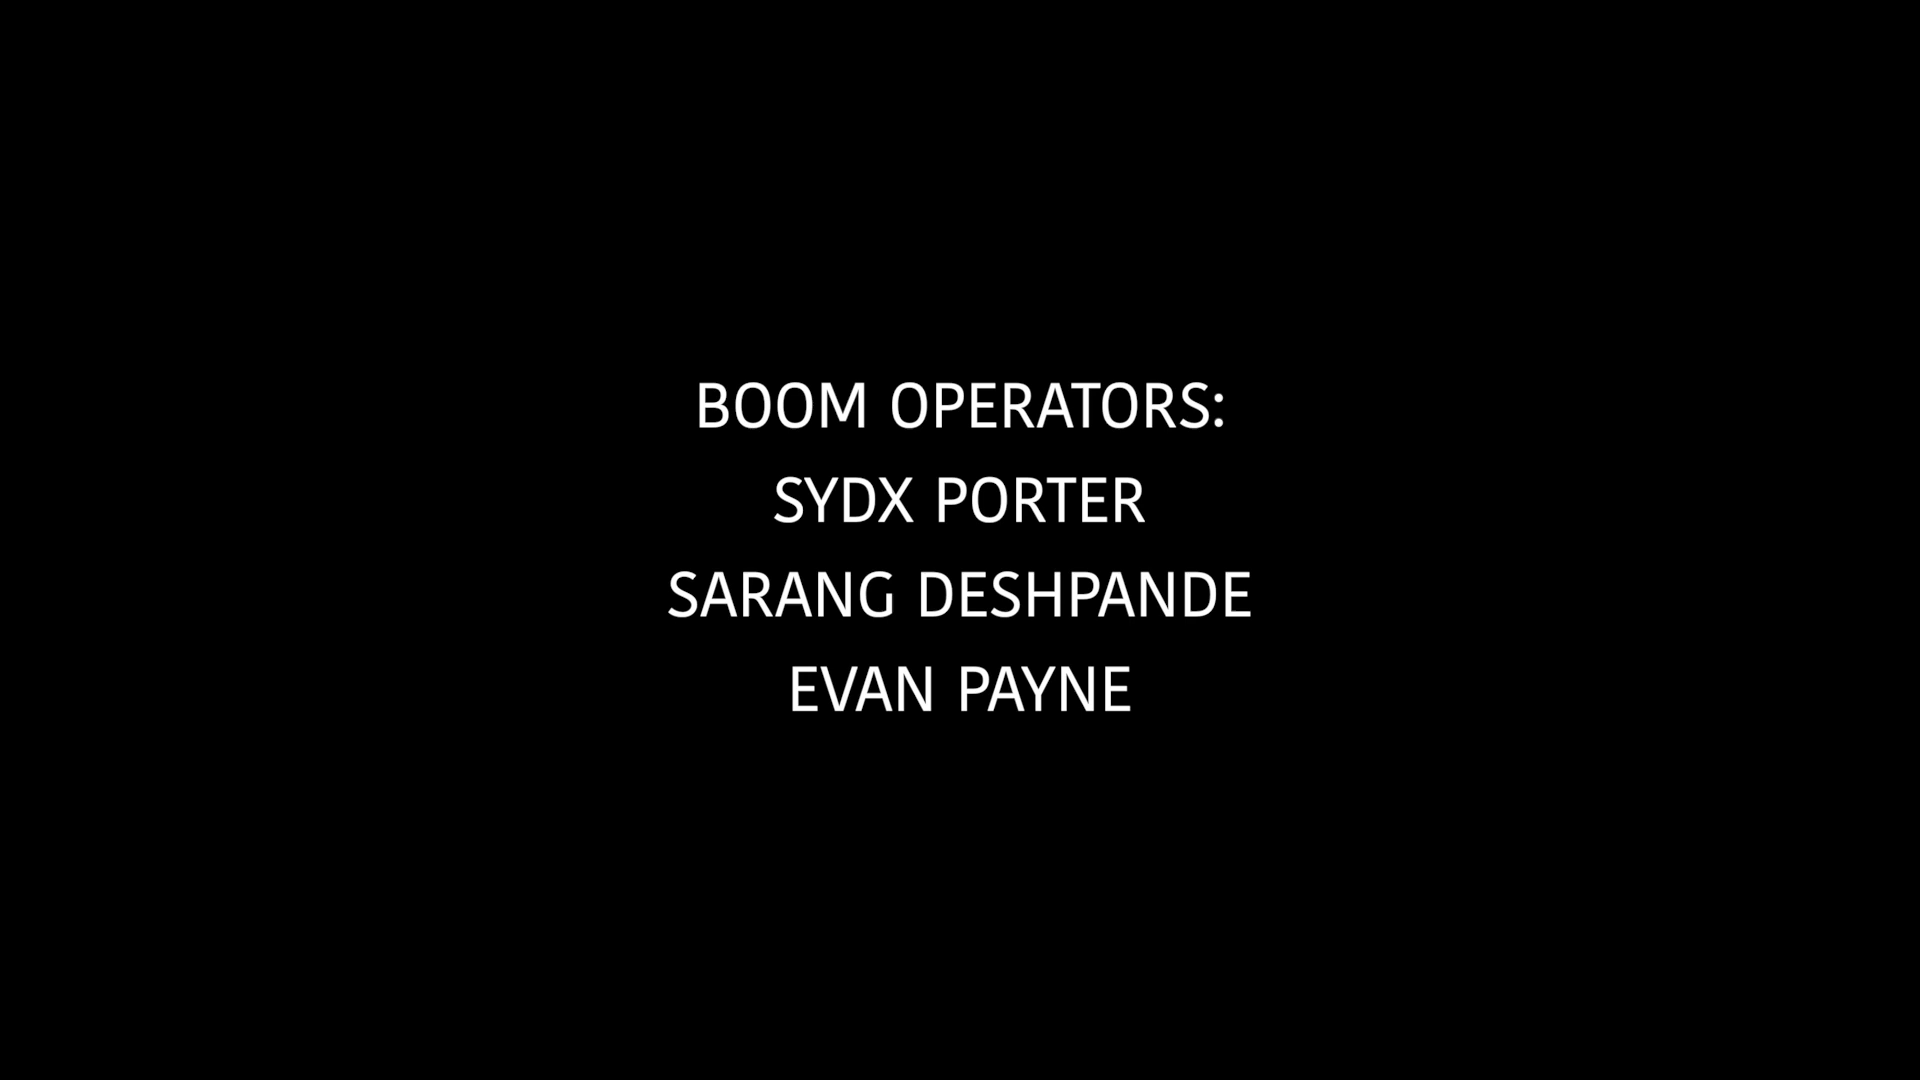 BOOM OPERATORS:
SYDX PORTER
SARANG DESHPANDE
EVAN PAYNE